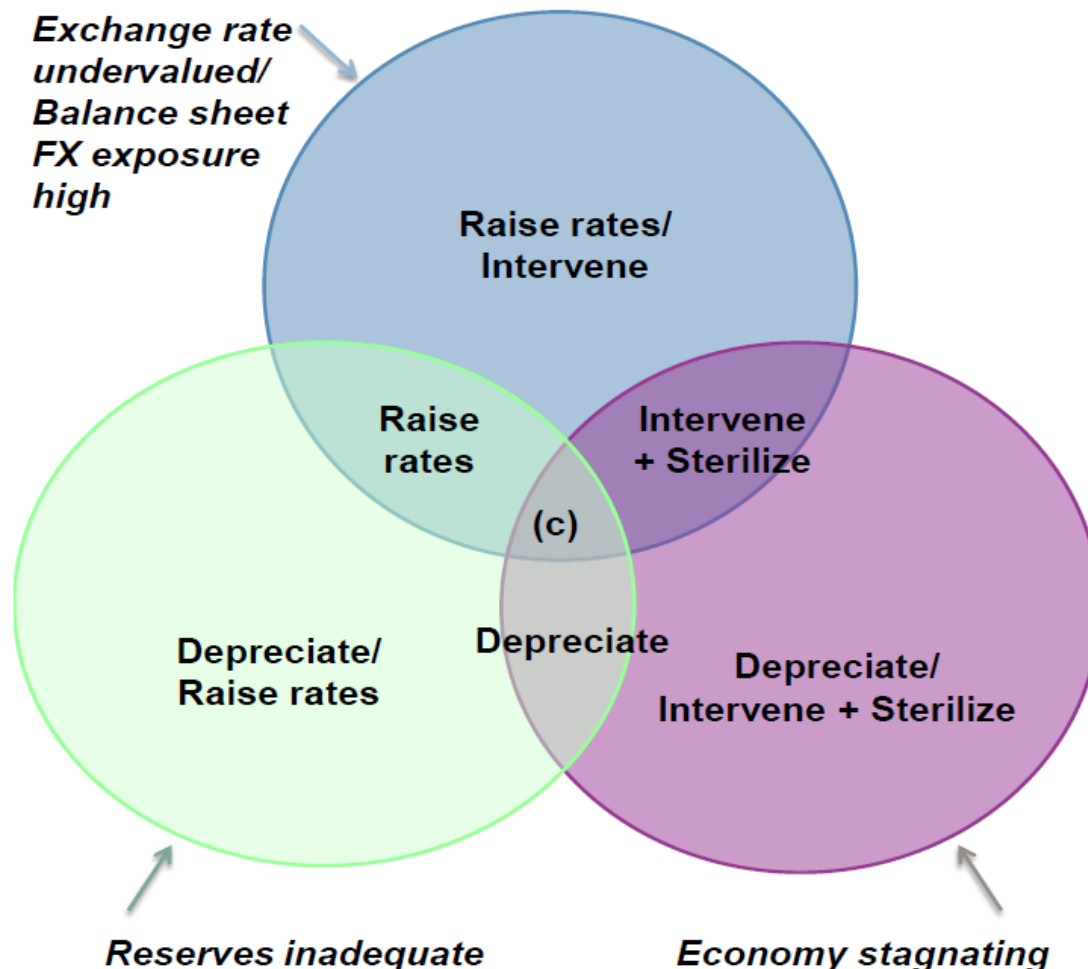 Exchange rate
undervalued/
Balance sheet
FX exposure
high
Raise rates/
Intervene
Raise
rates
Intervene
+ Sterilize
(c)
Depreciate
Depreciate/
Raise rates
Depreciate/
Intervene + Sterilize
Reserves inadequate
Economy stagnating